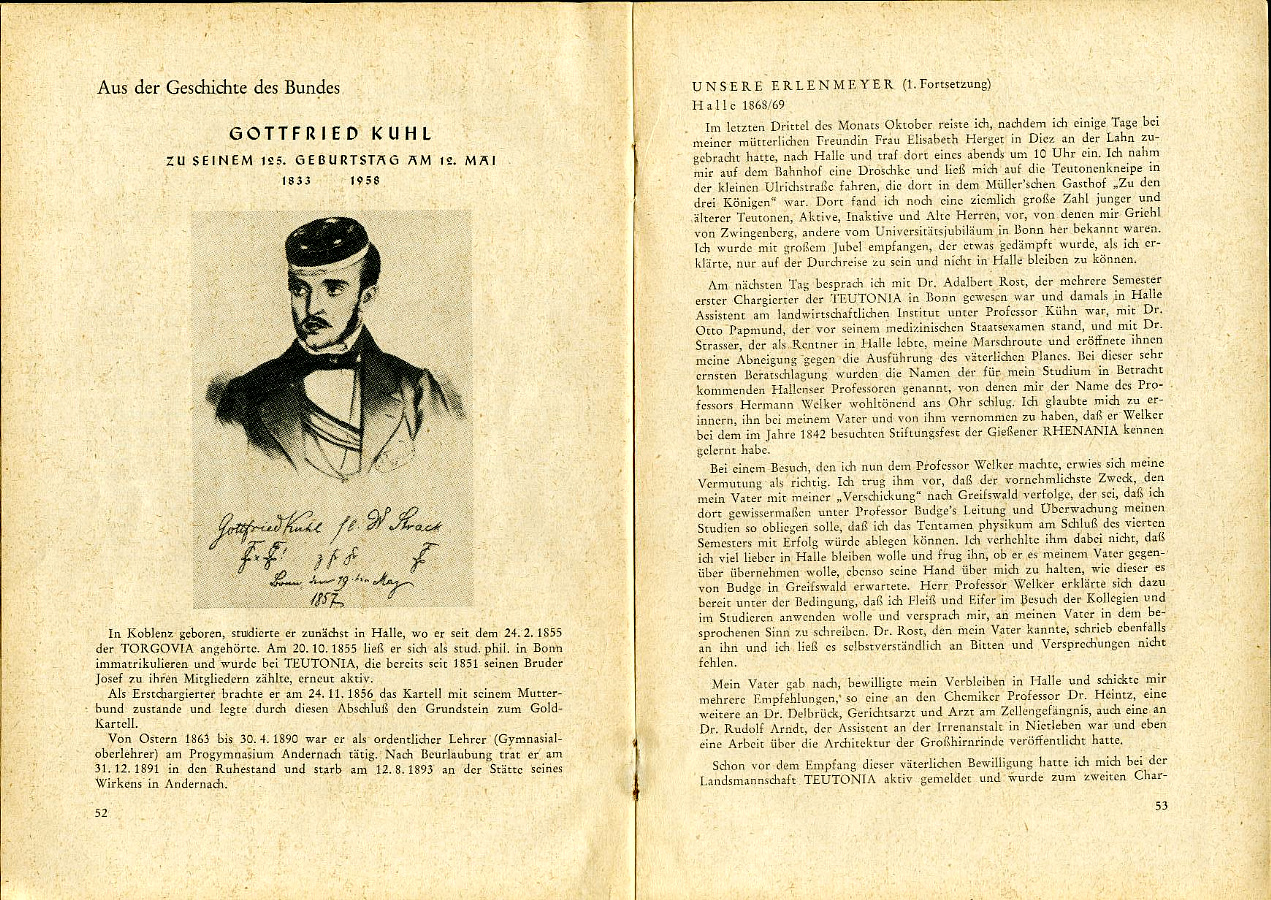 Aus der Geschichte des Bundes
GOTTFRIED KUHL
ZU SEINEM 125. GEBURTSTAG AM 12. MAI
1833 1958
Gottfried Kuhl s/l. W Strack
Bonn den 19ten May
1857
In Koblenz geboren, studierte er zunächst in Halle, wo er seit dem 24. 2. 1855
der TORGOVIA angehörte. Am 20. 10. 1855 ließ er sich als stud. phil. in Bonn
immatrikulieren und wurde bei TEUTONIA, die bereits seit 1851 seinen Bruder
Josef zu ihren Mitgliedern zählte, erneut aktiv.
Als Erstchargierter brachte er am 24. 11. 1856 das Kartell mit seinem Mutter-
bund zustande und legte durch diesen Abschluß den Grundstein zum Gold-
Kartell.
Von Ostern 1863 bis 30. 4. 1890 war er als ordentlicher Lehrer (Gymnasial-
oberlehrer) am Progymnasium Andernach tätig. Nach Beurlaubung trat er am
31. 12. 1891 in den Ruhestand und starb am 12. 8. 1893 an der Stätte seines
Wirkens in Andernach.
52
UNSERE ERLENMEYER (1. Fortsetzung)
Halle 1868/69
Im letzten Drittel des Monats Oktober reiste ich, nachdem ich einige Tage bei
meiner mütterlichen Freundin Frau Elisabeth Herget in Diez an der Lahn zu-
gebracht hatte, nach Halle und traf dort eines abends um 10 Uhr ein. Ich nahm
mir auf dem Bahnhof eine Droschke und ließ mich auf die Teutonenkneipe in
der kleinen Ulrichstraße fahren, die dort in dem Müller'schen Gasthof „Zu den
drei Königen“ war. Dort fand ich noch eine ziemlich große Zahl junger und
älterer Teutonen, Aktive, Inaktive und Alte Herren, vor, von denen mir Griehl
von Zwingenberg, andere vom Universitätsjubiläum in Bonn her bekannt waren.
Ich wurde mit großem Jubel empfangen, der etwas gedämpft wurde, als ich er-
klärte, nur auf der Durchreise zu sein und nicht in Halle bleiben zu können.
Am nächsten Tag besprach ich mit Dr. Adalbert Rost, der mehrere Semester
erster Chargierter der TEUTONIA in Bonn gewesen war und damals in Halle
Assistent am landwirtschaftlichen Institut unter Professor Kühn war, mit Dr.
Otto Papmund, der vor seinem medizinischen Staatsexamen stand, und mit Dr.
Strasser, der als Rentner in Halle lebte, meine Marschroute und eröffnete ihnen
meine Abneigung gegen die Ausführung des väterlichen Planes. Bei dieser sehr
ernsten Beratschlagung wurden die Namen der für mein Studium in Betracht
kommenden Hallenser Professoren genannt, von denen mir der Name des Pro-
fessors Hermann Welker wohltönend ans Ohr schlug. Ich glaubte mich zu er-
innern, ihn bei meinem Vater und von ihm vernommen zu haben, daß er Welker
bei dem im Jahre 1842 besuchten Stiftungsfest der Gießener RHENANIA kennen
gelernt habe.
Bei einem Besuch, den ich nun dem Professor Welker machte, erwies sich meine
Vermutung als richtig. Ich trug ihm vor, daß der vornehmlichste Zweck, den
mein Vater mit meiner „Verschickung“ nach Greifswald verfolge, der sei, daß ich
dort gewissermaßen unter Professor Budge's Leitung und Überwachung meinen
Studien so obliegen solle, daß ich das Tentamen physikum am Schluß des vierten
Semesters mit Erfolg würde ablegen können. Ich verhehlte ihm dabei nicht, daß
ich viel lieber in Halle bleiben wolle und frug ihn, ob er es meinem Vater gegen-
über übernehmen wolle, ebenso seine Hand über mich zu halten, wie dieser es
von Budge in Greifswald erwartete. Herr Professor Welker erklärte sich dazu
bereit unter der Bedingung, daß ich Fleiß und Eifer im Besuch der Kollegien und
im Studieren anwenden wolle und versprach mir, an meinen Vater in dem be-
sprochenen Sinn zu schreiben. Dr. Rost, den mein Vater kannte, schrieb ebenfalls
an ihn und ich ließ es selbstverständlich an Bitten und Versprechungen nicht
fehlen.
Mein Vater gab nach, bewilligte mein Verbleiben in Halle und schickte mir
mehrere Empfehlungen, so eine an den Chemiker Professor Dr. Heintz, eine
weitere an Dr. Delbrück, Gerichtsarzt und Arzt am Zellengefängnis, auch eine an
Dr. Rudolf Arndt, der Assistent an der Irrenanstalt in Nietleben war und eben
eine Arbeit über die Architektur der Großhirnrinde veröffentlicht hatte.
Schon vor dem Empfang dieser väterlichen Bewilligung hatte ich mich bei der
Landsmannschaft TEUTONIA aktiv gemeldet und wurde zum zweiten Char-
53